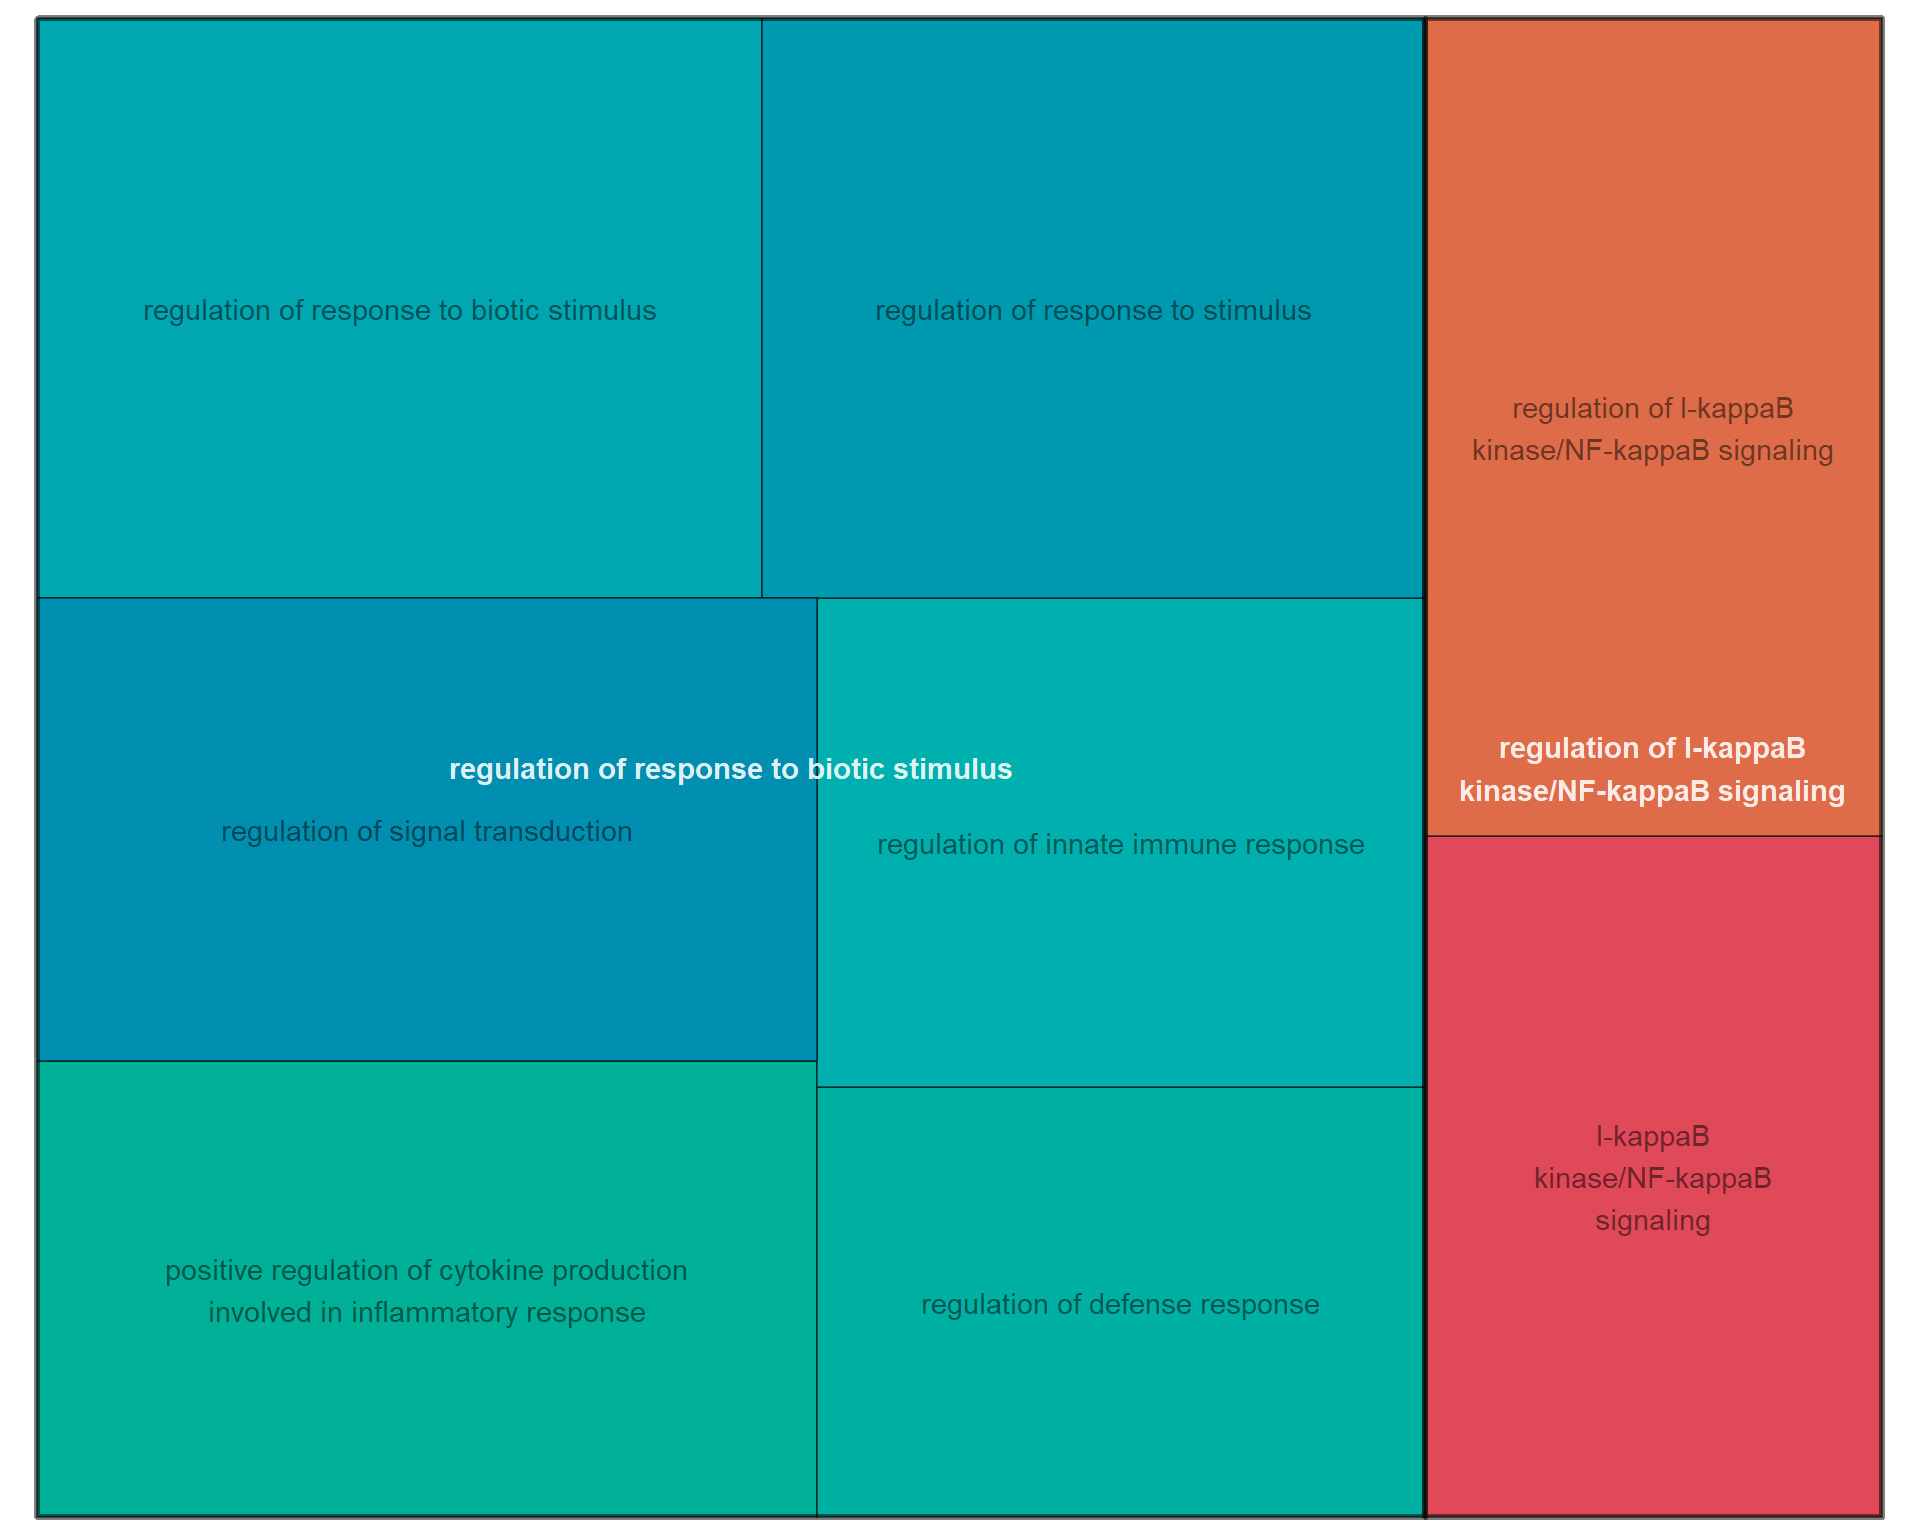 regulation of response to biotic stimulus
regulation of response to stimulus
regulation of I-kappaB
kinase/NF-kappaB signaling
regulation of I-kappaB
kinase/NF-kappaB signaling
regulation of response to biotic stimulus
regulation of signal transduction
regulation of innate immune response
I-kappaB
kinase/NF-kappaB
signaling
positive regulation of cytokine production
involved in inflammatory response
regulation of defense response